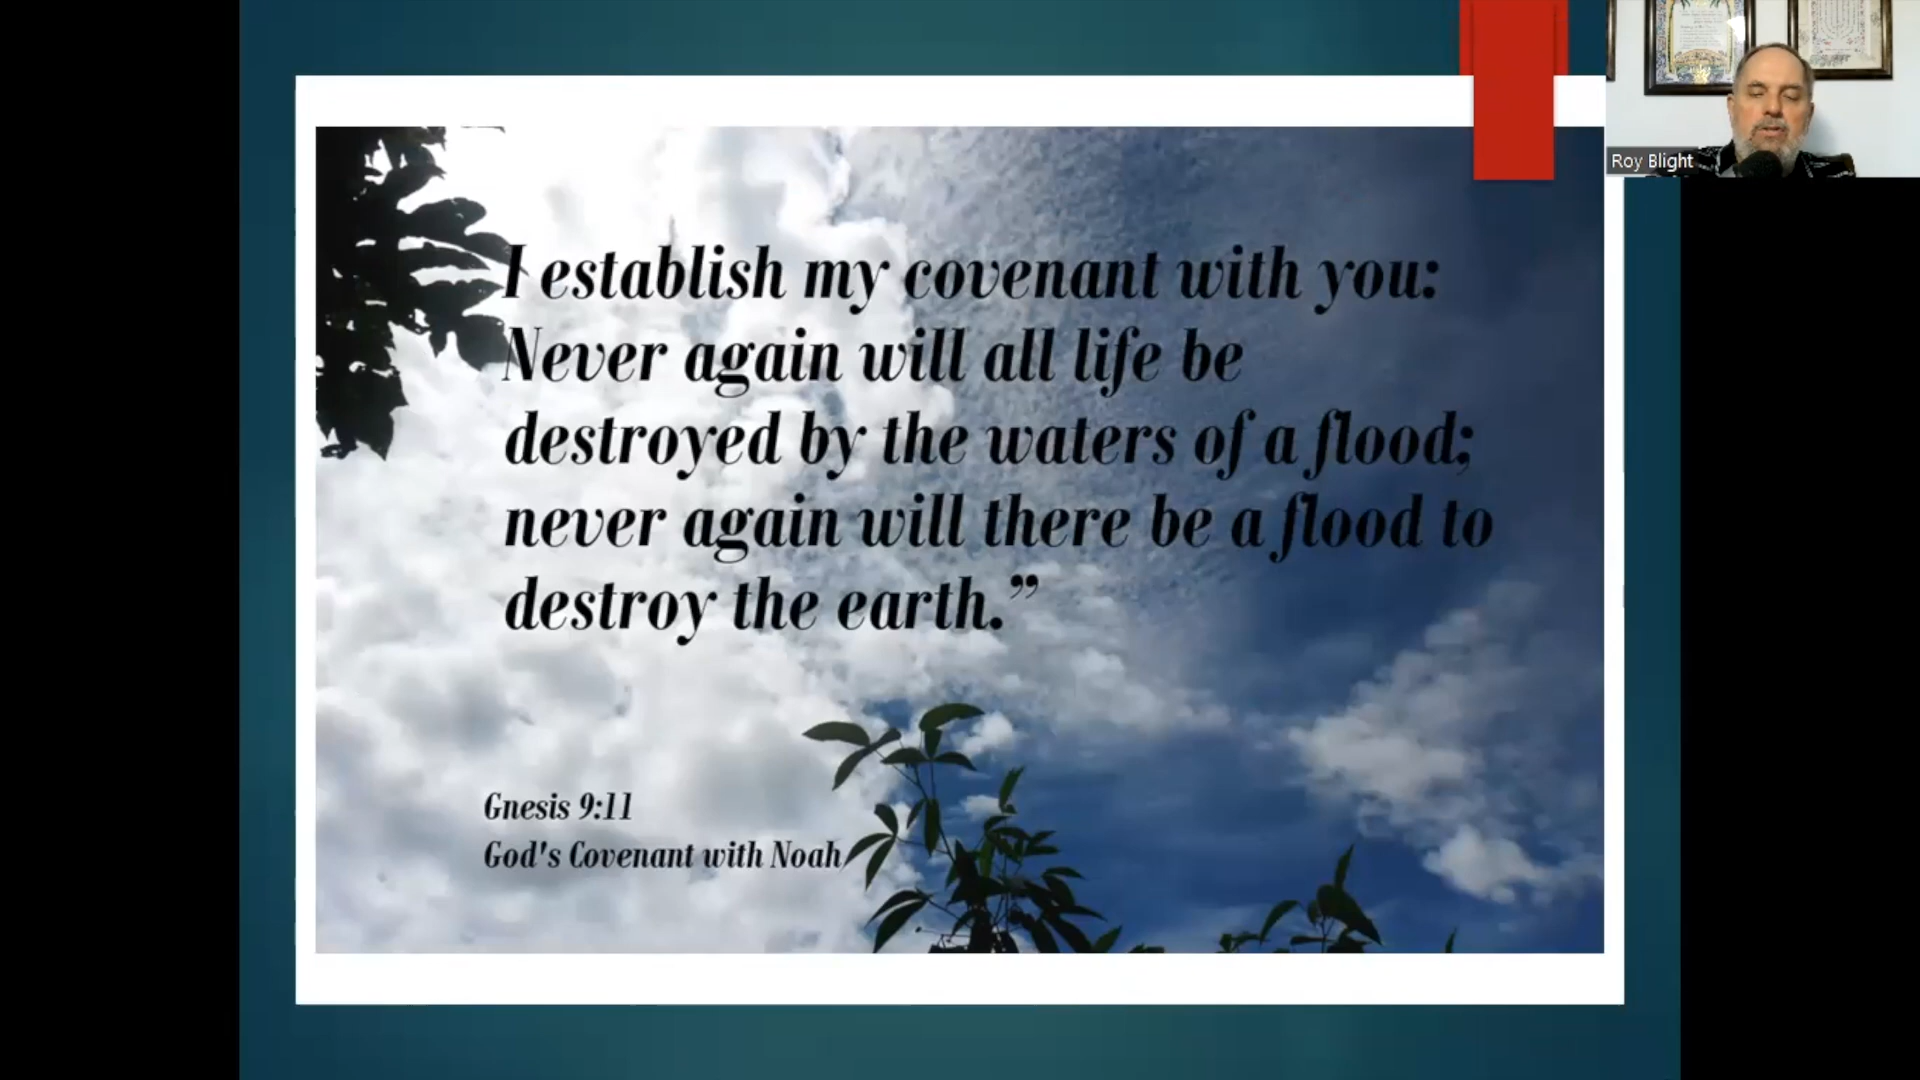 I establish my covenant with you:
Never again will all life be
destroyed by the waters of a flood;
never again will there be a flood to
destroy the earth.”
Gnesis 9:11
God's Covenant with Noah
Roy Blight